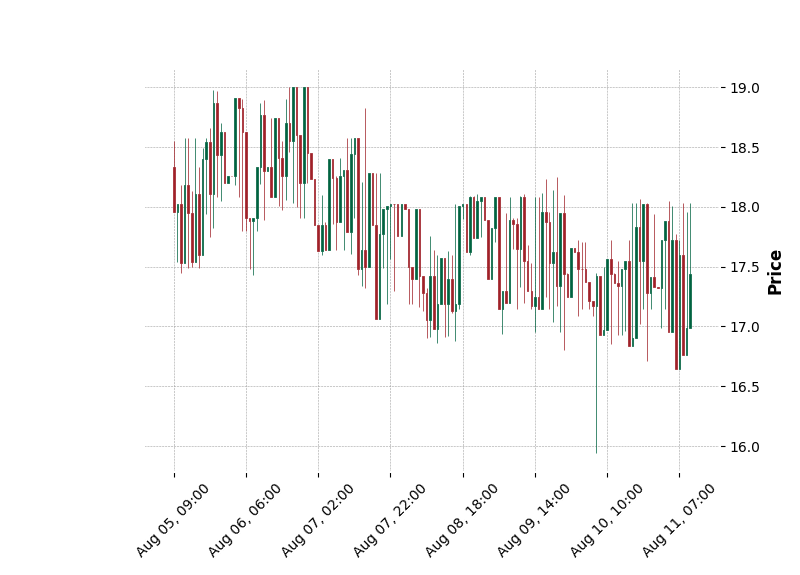 19.0
18.5
18.0
17.5
17.0
16.5
16.0
Price
Aug 05, 09:00
Aug 06, 06:00
Aug 07, 02:00
Aug 07, 22:00
Aug 08, 18:00
Aug 09, 14:00
Aug 10, 10:00
Aug 11, 07:00